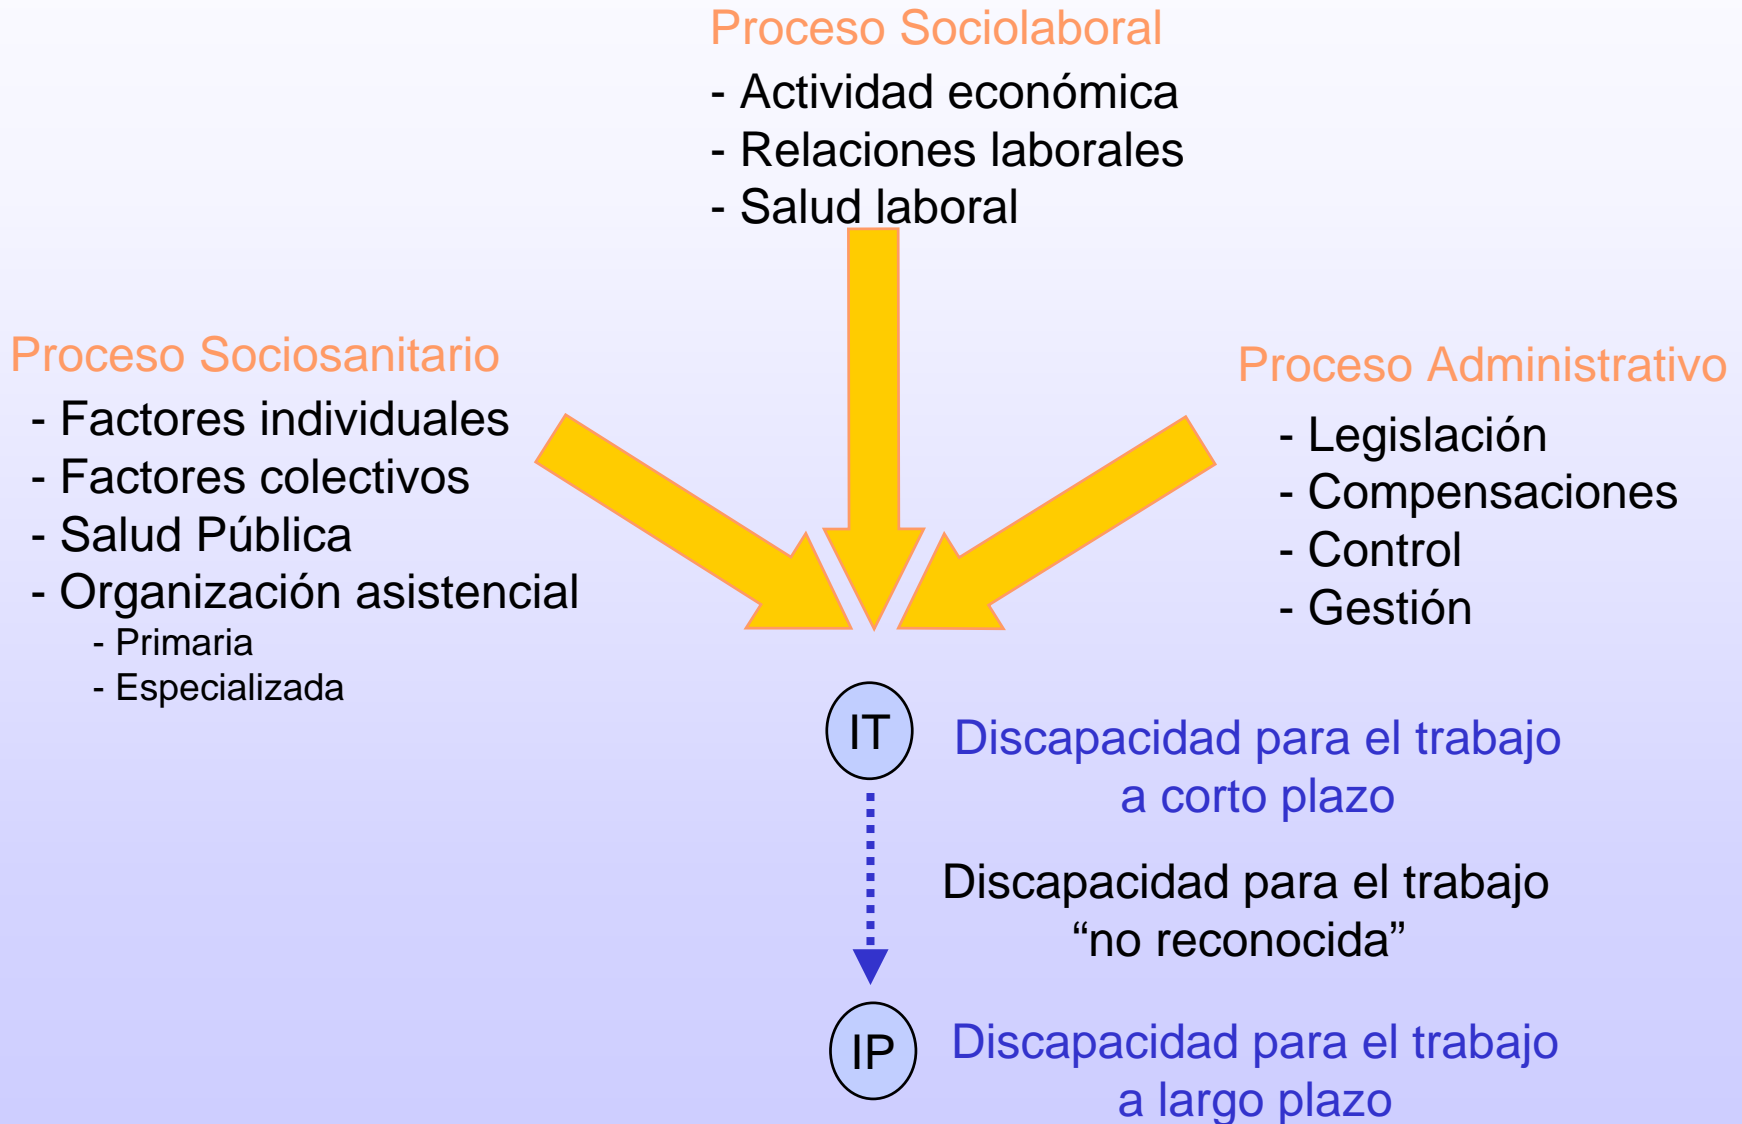 Proceso Sociolaboral
- Actividad económica
- Relaciones laborales
- Salud laboral
Proceso Sociosanitario
- Factores individuales
- Factores colectivos
- Salud Pública
- Organización asistencial
- Primaria
- Especializada
Proceso Administrativo
- Legislación
- Compensaciones
- Control
- Gestión
IT
Discapacidad para el trabajo
a corto plazo
Discapacidad para el trabajo
“no reconocida”
IP
Discapacidad para el trabajo
a largo plazo